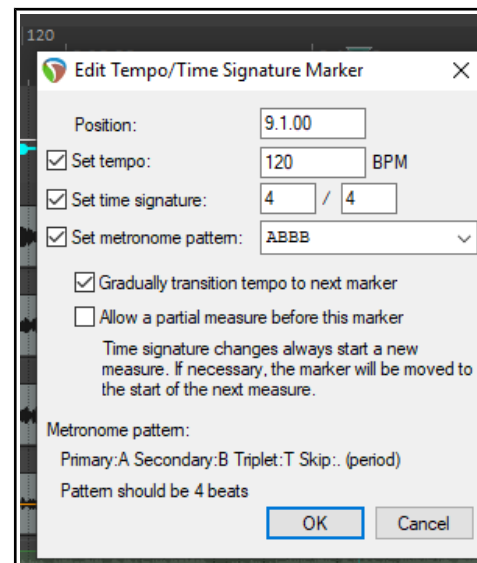 120
Edit Tempo/Time Signature Marker
Position: 9.1.00
Set tempo: 120 BPM
Set time signature: 4 / 4
Set metronome pattern: ABBB
Gradually transition tempo to next marker
Allow a partial measure before this marker
Time signature changes always start a new
measure. If necessary, the marker will be moved to
the start of the next measure.
Metronome pattern:
Primary:A Secondary:B Triplet:T Skip:. (period)
Pattern should be 4 beats
OK Cancel